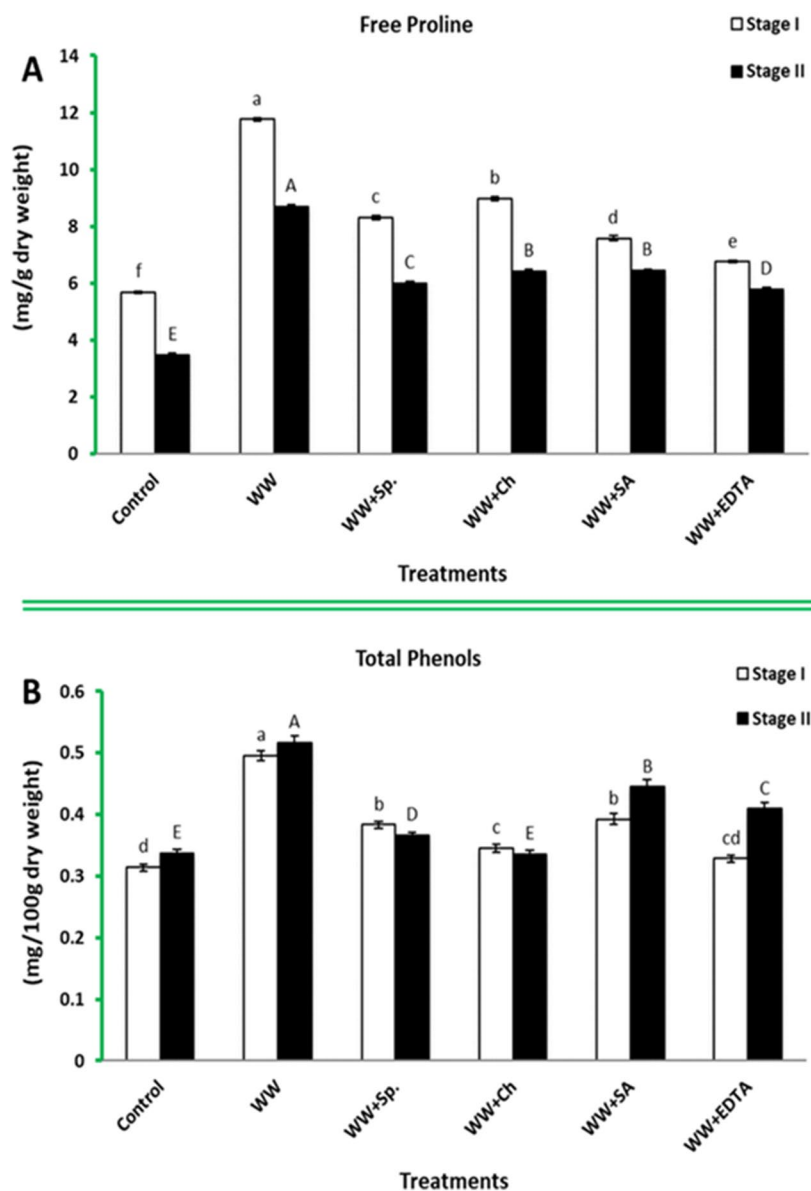 Free Proline
Stage I
Stage II
A
14
12
10
8
6
4
2
0
(mg/g dry weight)
f
E
a
A
c
C
b
B
d
B
e
D
Control
WW
WW+Sp.
WW+Ch
WW+SA
WW+EDTA
Treatments
Total Phenols
Stage I
Stage II
B
0.6
0.5
0.4
0.3
0.2
0.1
0
(mg/100g dry weight)
d
E
a
A
b
D
c
E
b
B
cd
C
Control
WW
WW+Sp.
WW+Ch
WW+SA
WW+EDTA
Treatments